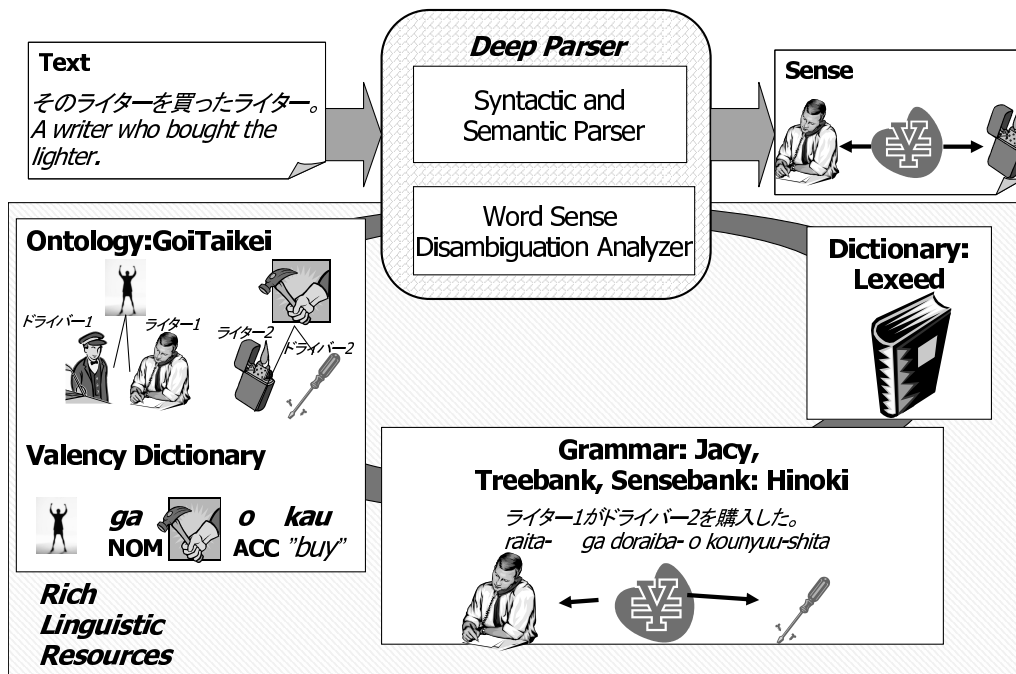 Text
そのライターを買ったライター。
A writer who bought the
lighter.
Deep Parser
Syntactic and
Semantic Parser
Word Sense
Disambiguation Analyzer
Sense
Ontology:GoiTaikei
ドライバー1
ライター1
ライター2
ドライバー2
Valency Dictionary
ga o kau
NOM ACC "buy"
Rich
Linguistic
Resources
Dictionary:
Lexeed
Grammar: Jacy,
Treebank, Sensebank: Hinoki
ライター1がドライバー2を購入した。
raita- ga doraiba- o kounyuu-shita